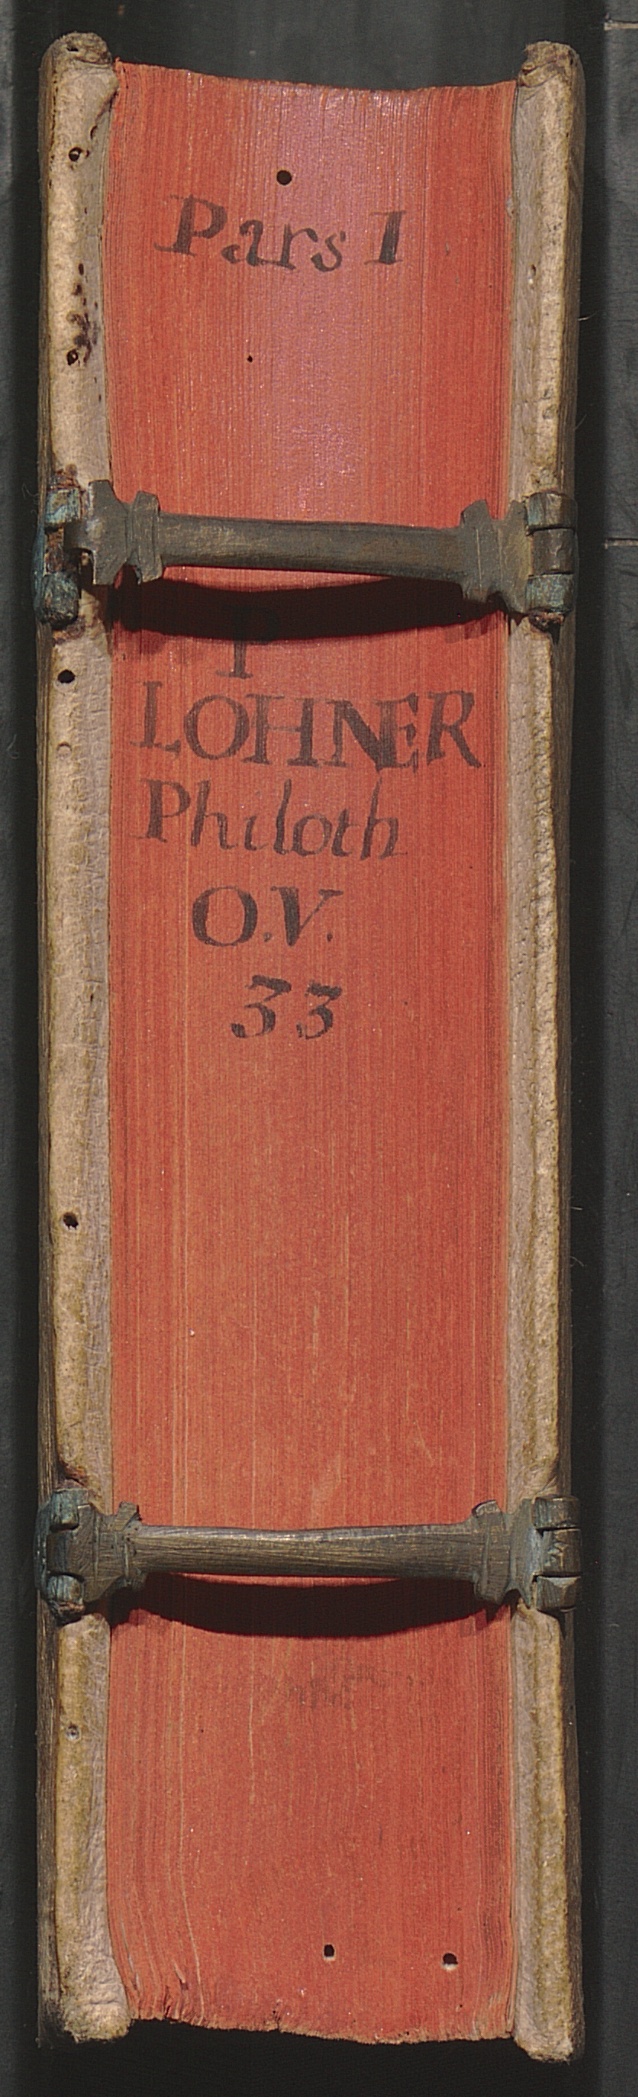 Pars I
P
LOHNER
Philoth
O.V.
33